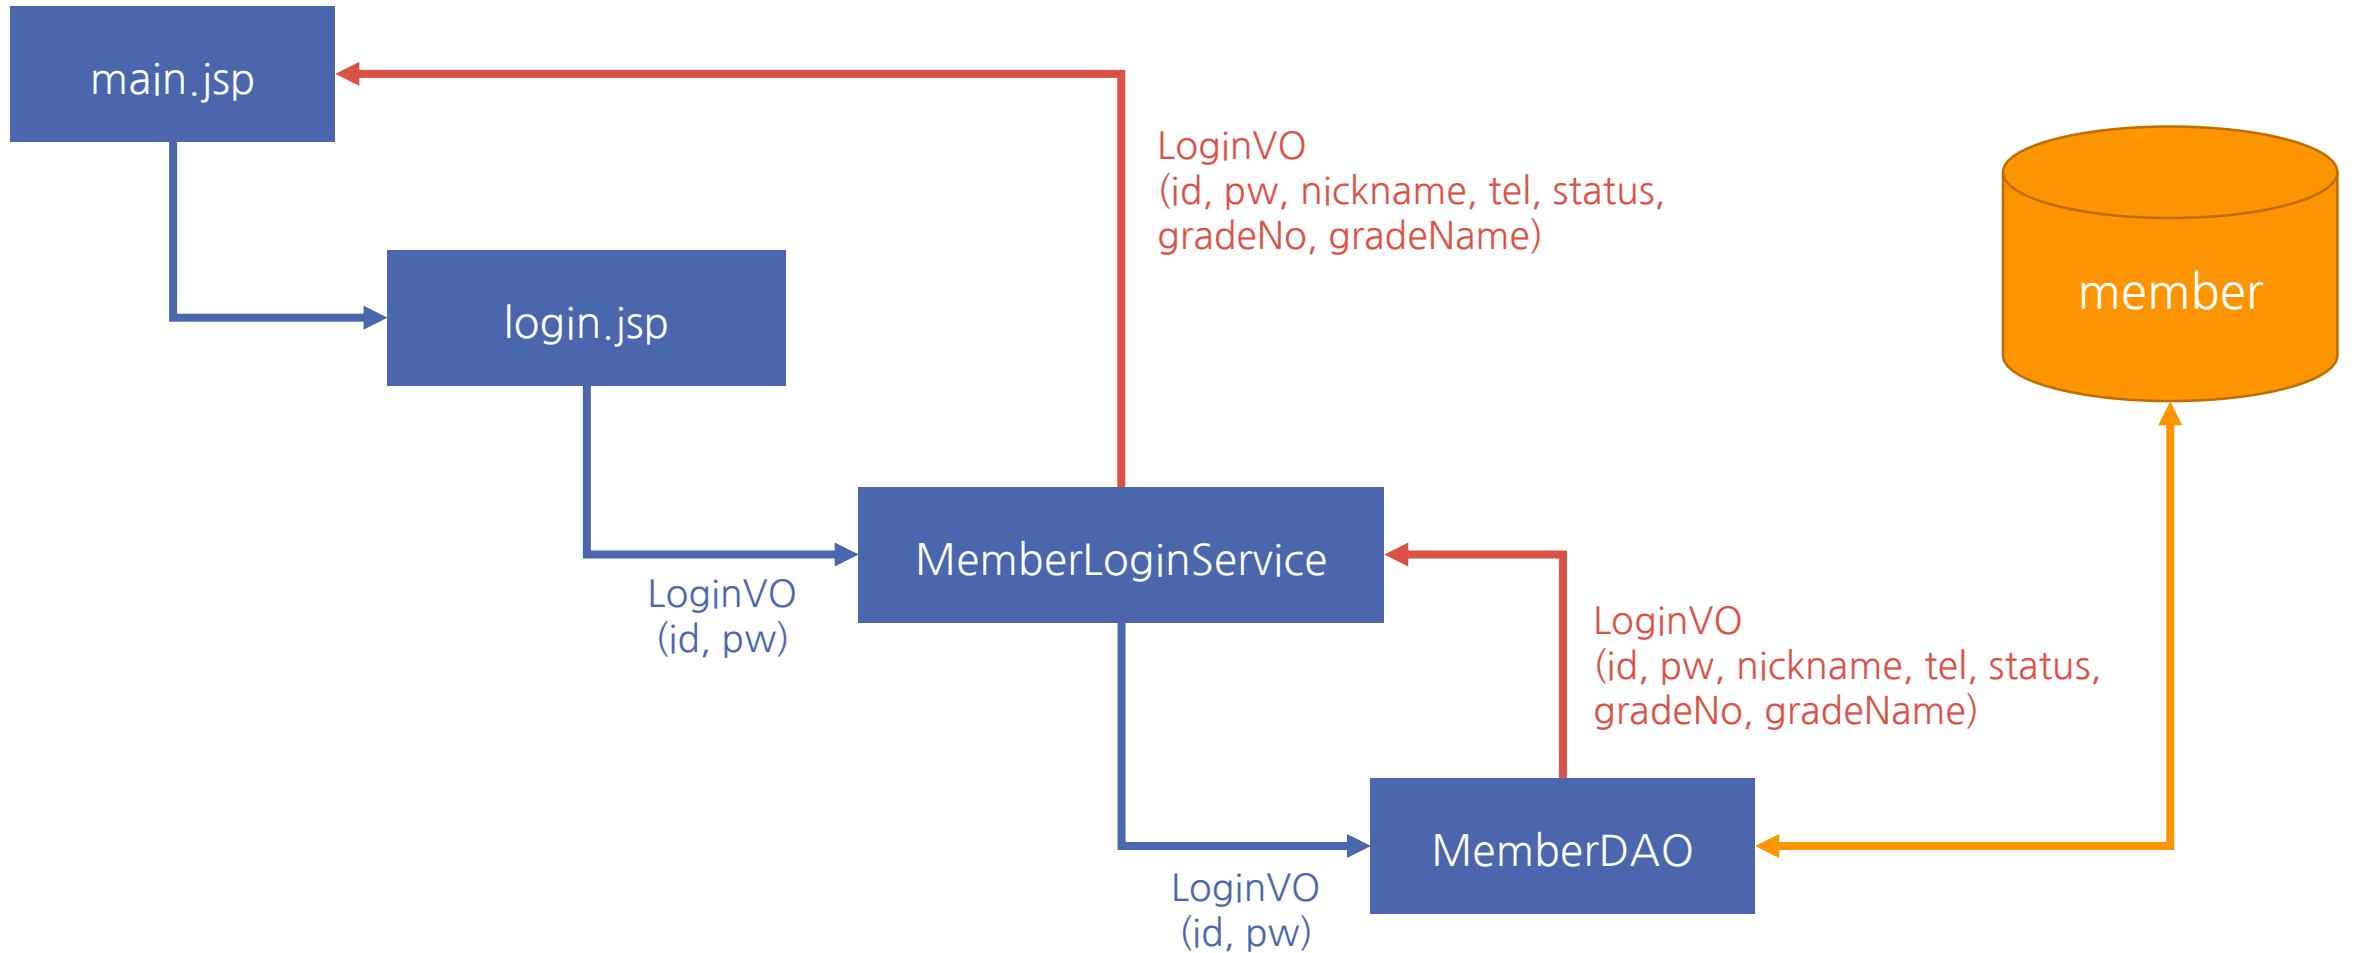 main.jsp
LoginVO
(id, pw, nickname, tel, status,
gradeNo, gradeName)
member
login.jsp
MemberLoginService
LoginVO
(id, pw)
LoginVO
(id, pw, nickname, tel, status,
gradeNo, gradeName)
MemberDAO
LoginVO
(id, pw)